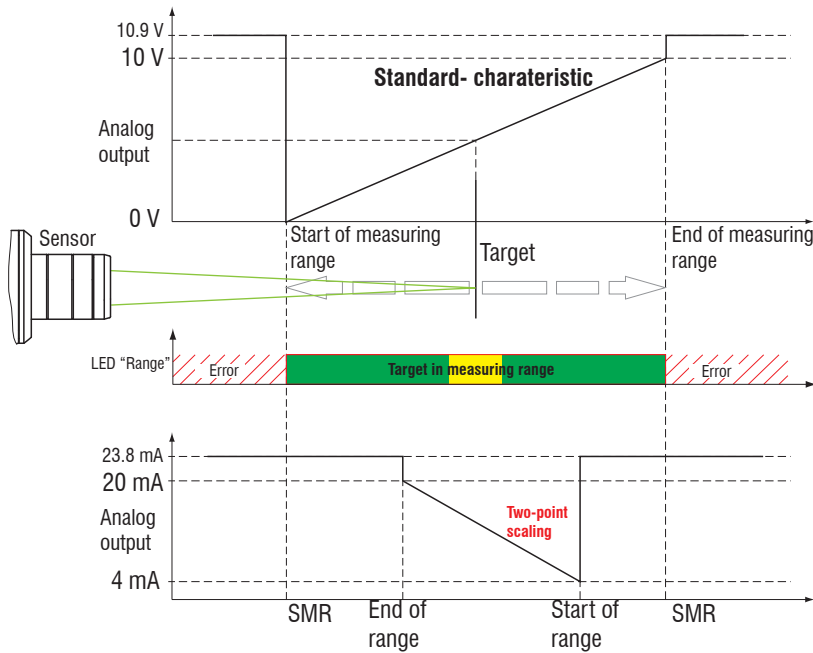 10.9 V
10 V
Standard- charateristic
Analog
output
0 V
Sensor
Start of measuring
range
Target
End of measuring
range
LED “Range”
Error
Target in measuring range
Error
23.8 mA
20 mA
Analog
output
Two-point
scaling
4 mA
SMR
End of
range
Start of
range
SMR